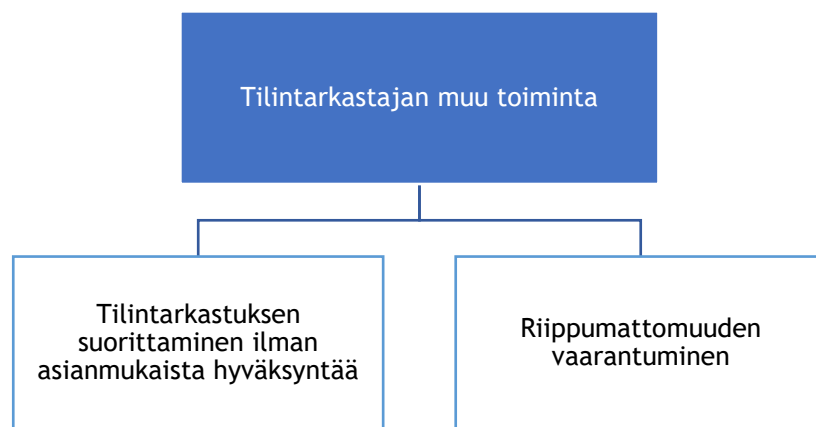 Tilintarkastajan muu toiminta
Tilintarkastuksen
suorittaminen ilman
asianmukaista hyväksyntää
Riippumattomuuden
vaarantuminen